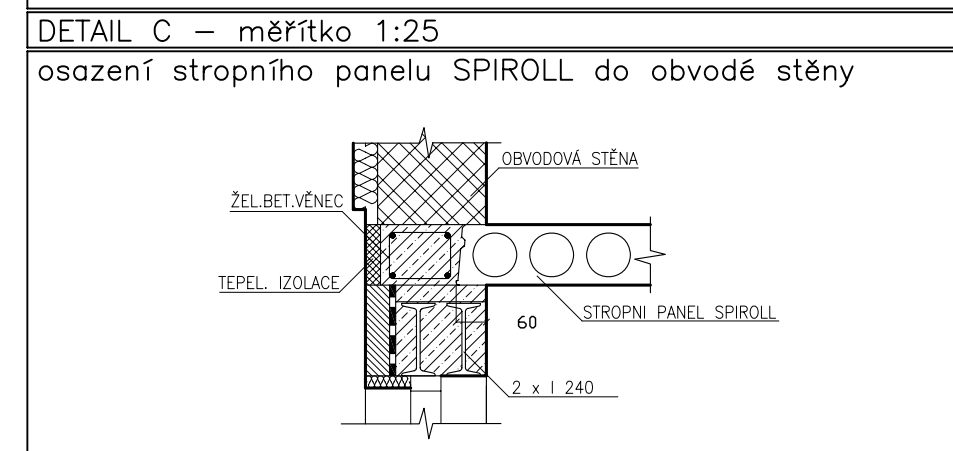 DETAIL C – měřítko 1:25
osazení stropního panelu SPIROLL do obvodé stěny
OBVODOVÁ STĚNA
ŽEL.BET.VĚNEC
TEPEL. IZOLACE
STROPNI PANEL SPIROLL
60
2 x I 240